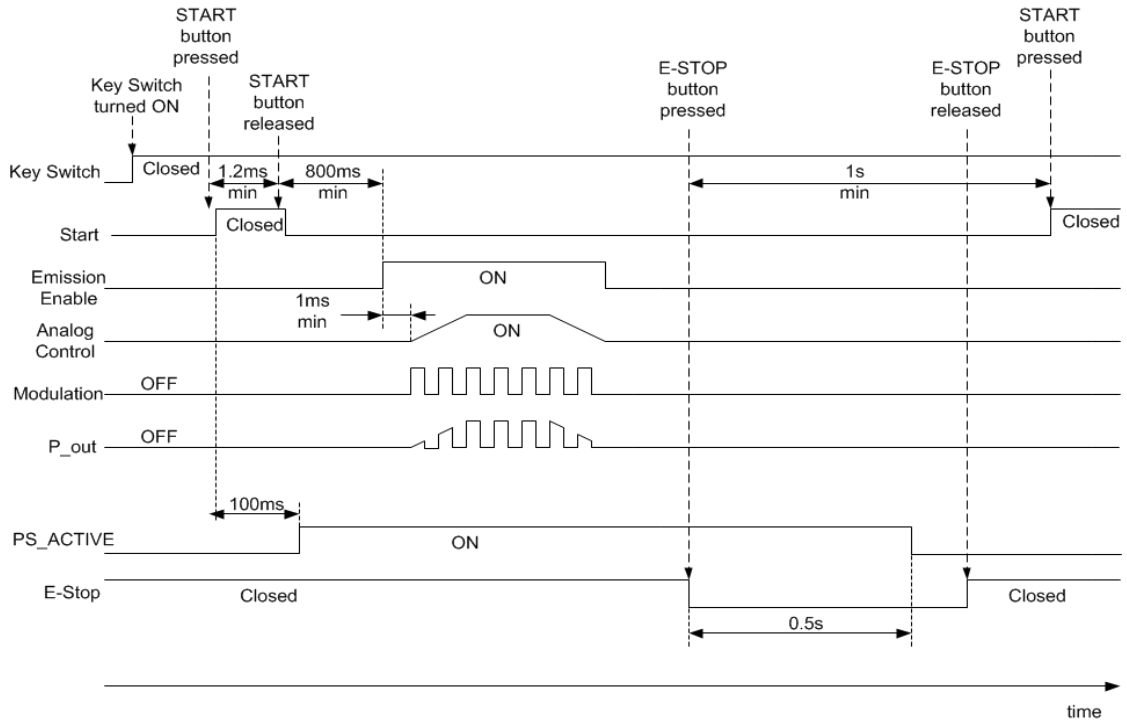 START
button
pressed
START
button
pressed
Key Switch
turned ON
START
button
released
E-STOP
button
pressed
E-STOP
button
released
Key Switch
Closed
1.2ms
min
800ms
min
1s
min
Start
Closed
Closed
Emission
Enable
ON
1ms
min
Analog
Control
ON
Modulation
OFF
P_out
OFF
100ms
PS_ACTIVE
ON
E-Stop
Closed
Closed
0.5s
time